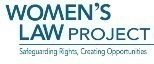 WOMEN'S
LAW PROJECT
Safeguarding Rights, Creating Opportunities